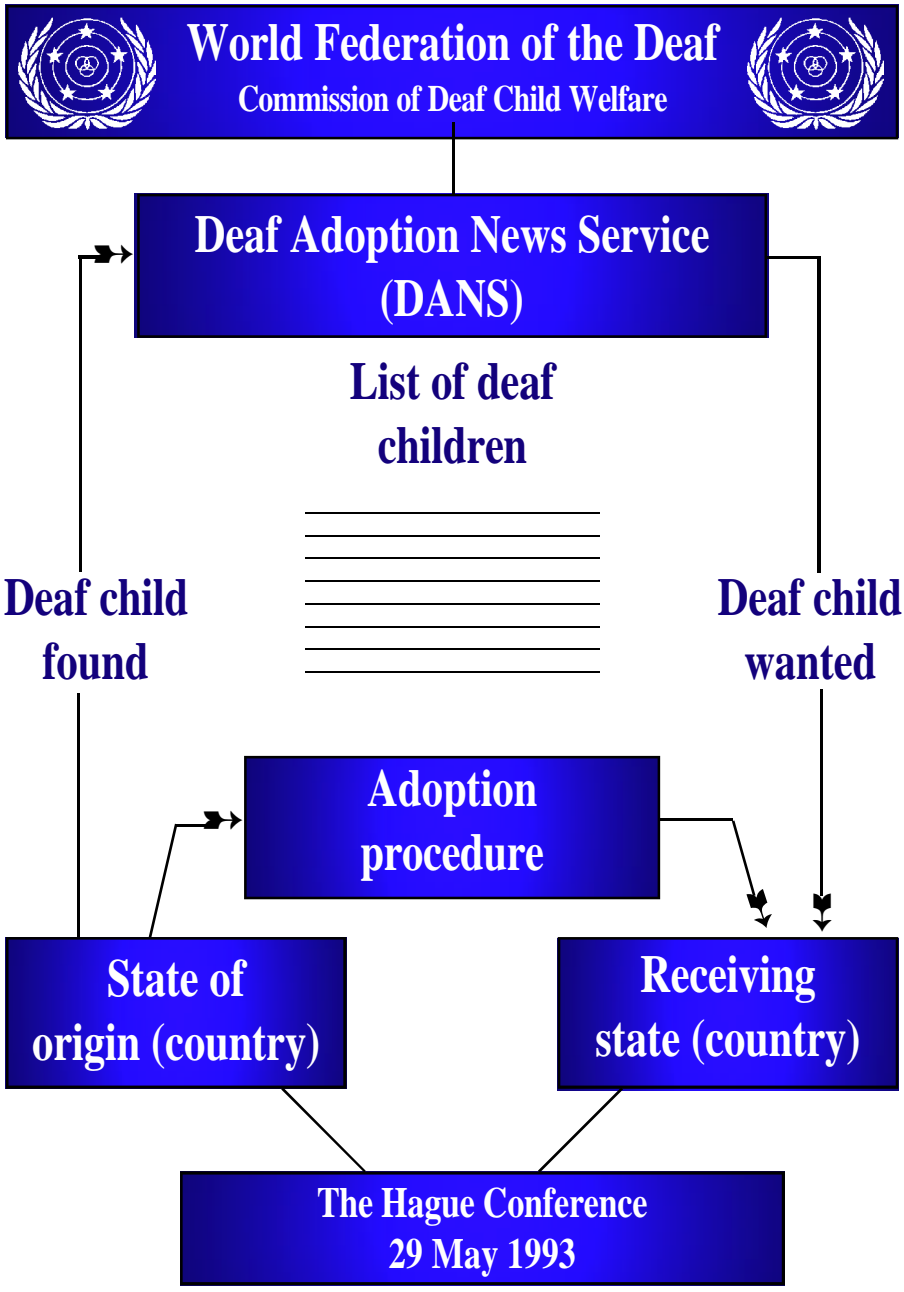 World Federation of the Deaf
Commission of Deaf Child Welfare
Deaf Adoption News Service
(DANS)
List of deaf
children
Deaf child
found
Deaf child
wanted
Adoption
procedure
State of
origin (country)
Receiving
state (country)
The Hague Conference
29 May 1993